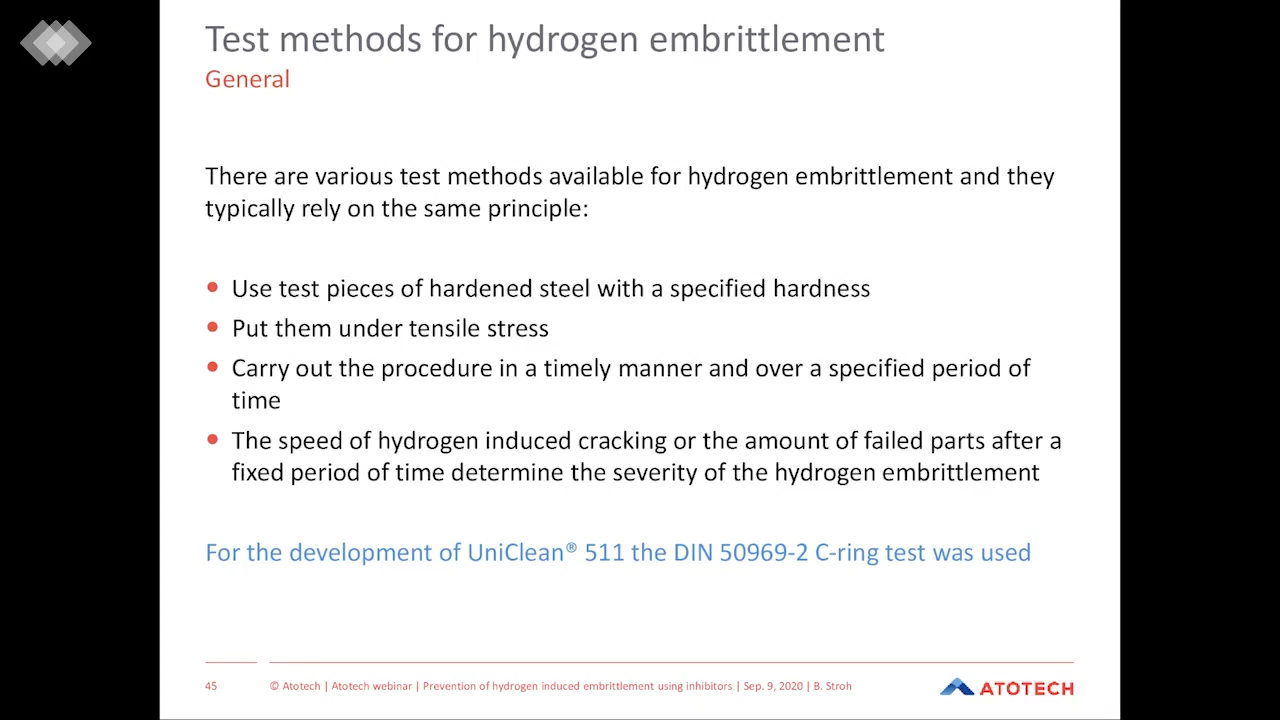 Test methods for hydrogen embrittlement
General
There are various test methods available for hydrogen embrittlement and they
typically rely on the same principle:
• Use test pieces of hardened steel with a specified hardness
• Put them under tensile stress
• Carry out the procedure in a timely manner and over a specified period of
time
• The speed of hydrogen induced cracking or the amount of failed parts after a
fixed period of time determine the severity of the hydrogen embrittlement
For the development of UniClean® 511 the DIN 50969-2 C-ring test was used
45 © Atotech | Atotech webinar | Prevention of hydrogen induced embrittlement using inhibitors | Sep. 9, 2020 | B. Stroh
ATOTECH